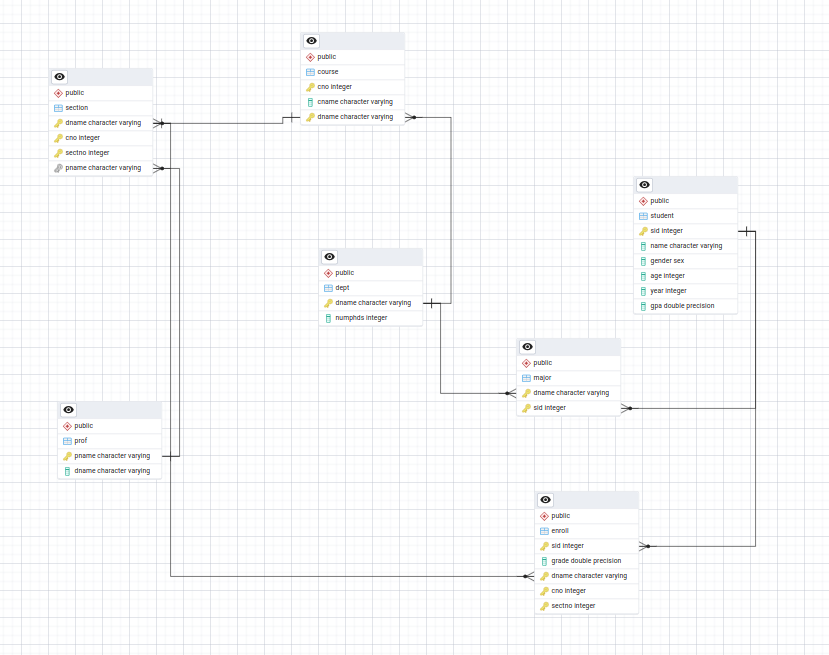 public
course
cno integer
cname character varying
dname character varying
public
section
dname character varying
cno integer
sectno integer
pname character varying
public
student
sid integer
name character varying
gender sex
age integer
year integer
gpa double precision
public
dept
dname character varying
numphds integer
public
major
dname character varying
sid integer
public
prof
pname character varying
dname character varying
public
enroll
sid integer
grade double precision
dname character varying
cno integer
sectno integer